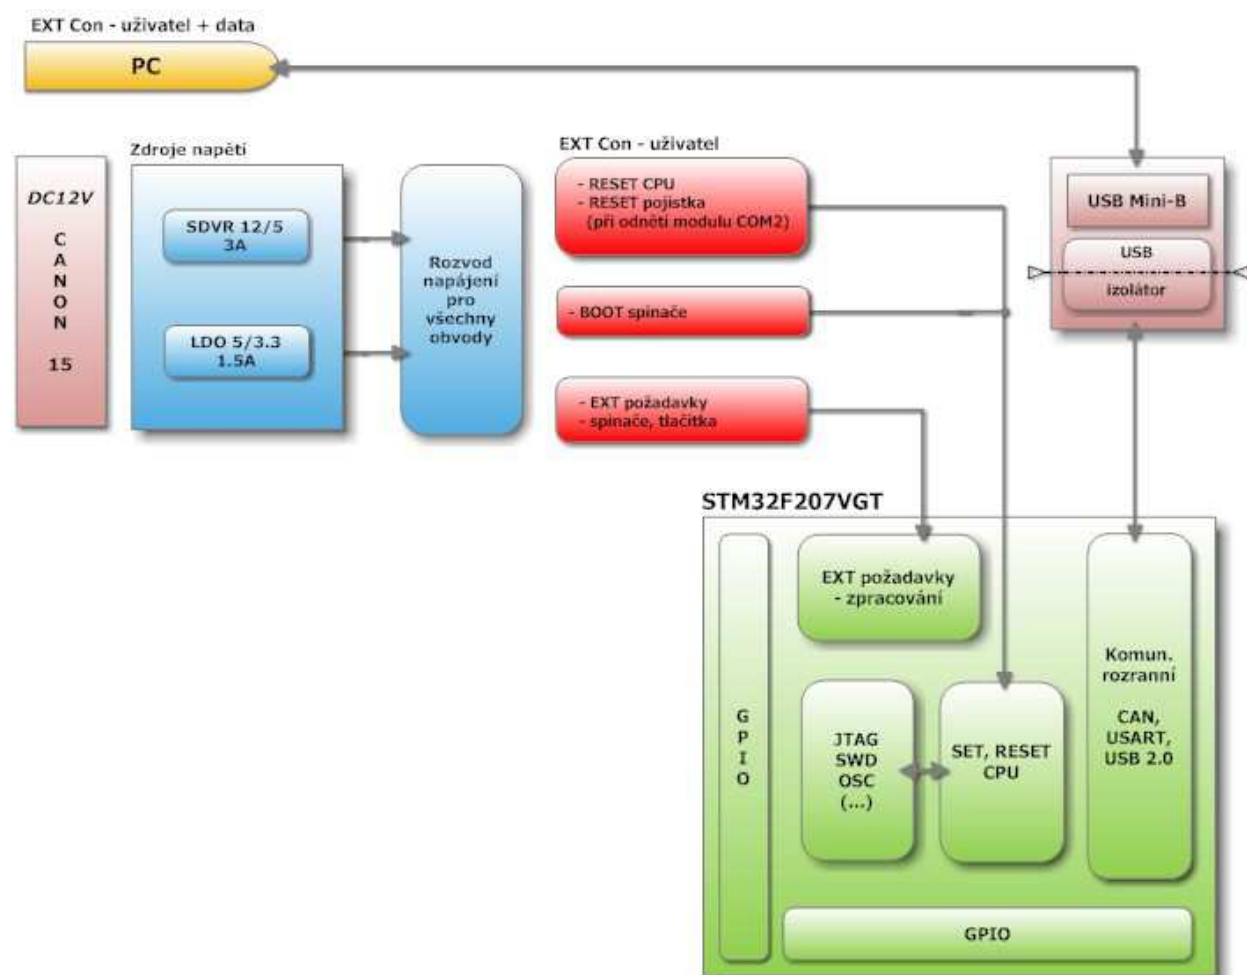 EXT Con - uživatel + data
PC
DC12V
C
A
N
O
N
15
Zdroje napětí
SDVR 12/5
3A
LDO 5/3.3
1.5A
Rozvod
napájení
pro
všechny
obvody
EXT Con - uživatel
- RESET CPU
- RESET pojistka
(při odnětí modulu COM2)
- BOOT spinače
- EXT požadavky
- spinače, tlačítka
USB Mini-B
USB
izolátor
STM32F207VGT
G
P
I
O
EXT požadavky
- zpracování
JTAG
SWD
OSC
(...)
SET, RESET
CPU
Komun.
rozranní
CAN,
USART,
USB 2.0
GPIO